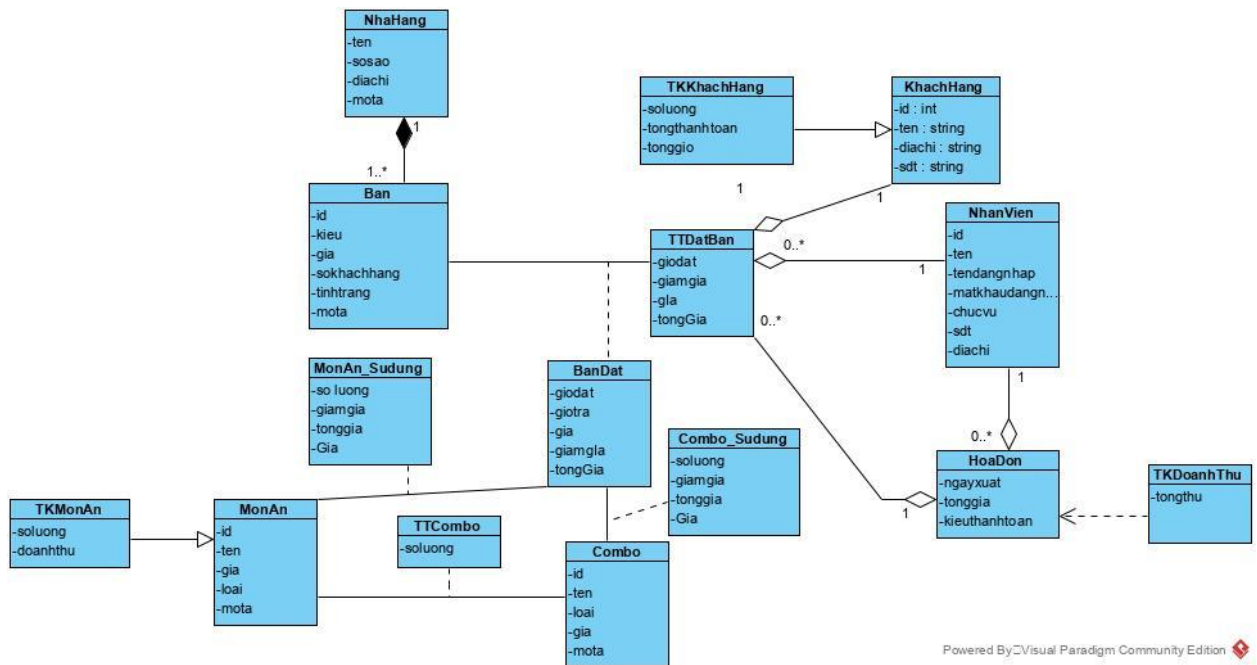 NhaHang
-ten
-sosao
-diachi
-mota
1
1..*
Ban
-id
-kieu
-gia
-sokhachhang
-tinhtrang
-mota
TKKhachHang
-soluong
-tongthanhtoan
-tonggio
KhachHang
-id : int
-ten : string
-diachi : string
-sdt : string
1
1
TTDatBan
-giodat
-giamgia
-gIa
-tongGia
0..*
1
0..*
NhanVien
-id
-ten
-tendangnhap
-matkhaudangn...
-chucvu
-sdt
-diachi
1
0..*
MonAn_Sudung
-so luong
-giamgia
-tonggia
-Gia
BanDat
-giodat
-giotra
-gia
-giamgIa
-tongGia
Combo_Sudung
-soluong
-giamgia
-tonggia
-Gia
HoaDon
-ngayxuat
-tonggia
-kieuthanhtoan
1
TKDoanhThu
-tongthu
TKMonAn
-soluong
-doanhthu
MonAn
-id
-ten
-gia
-loai
-mota
TTCombo
-soluong
Combo
-id
-ten
-loai
-gia
-mota
Powered By Visual Paradigm Community Edition